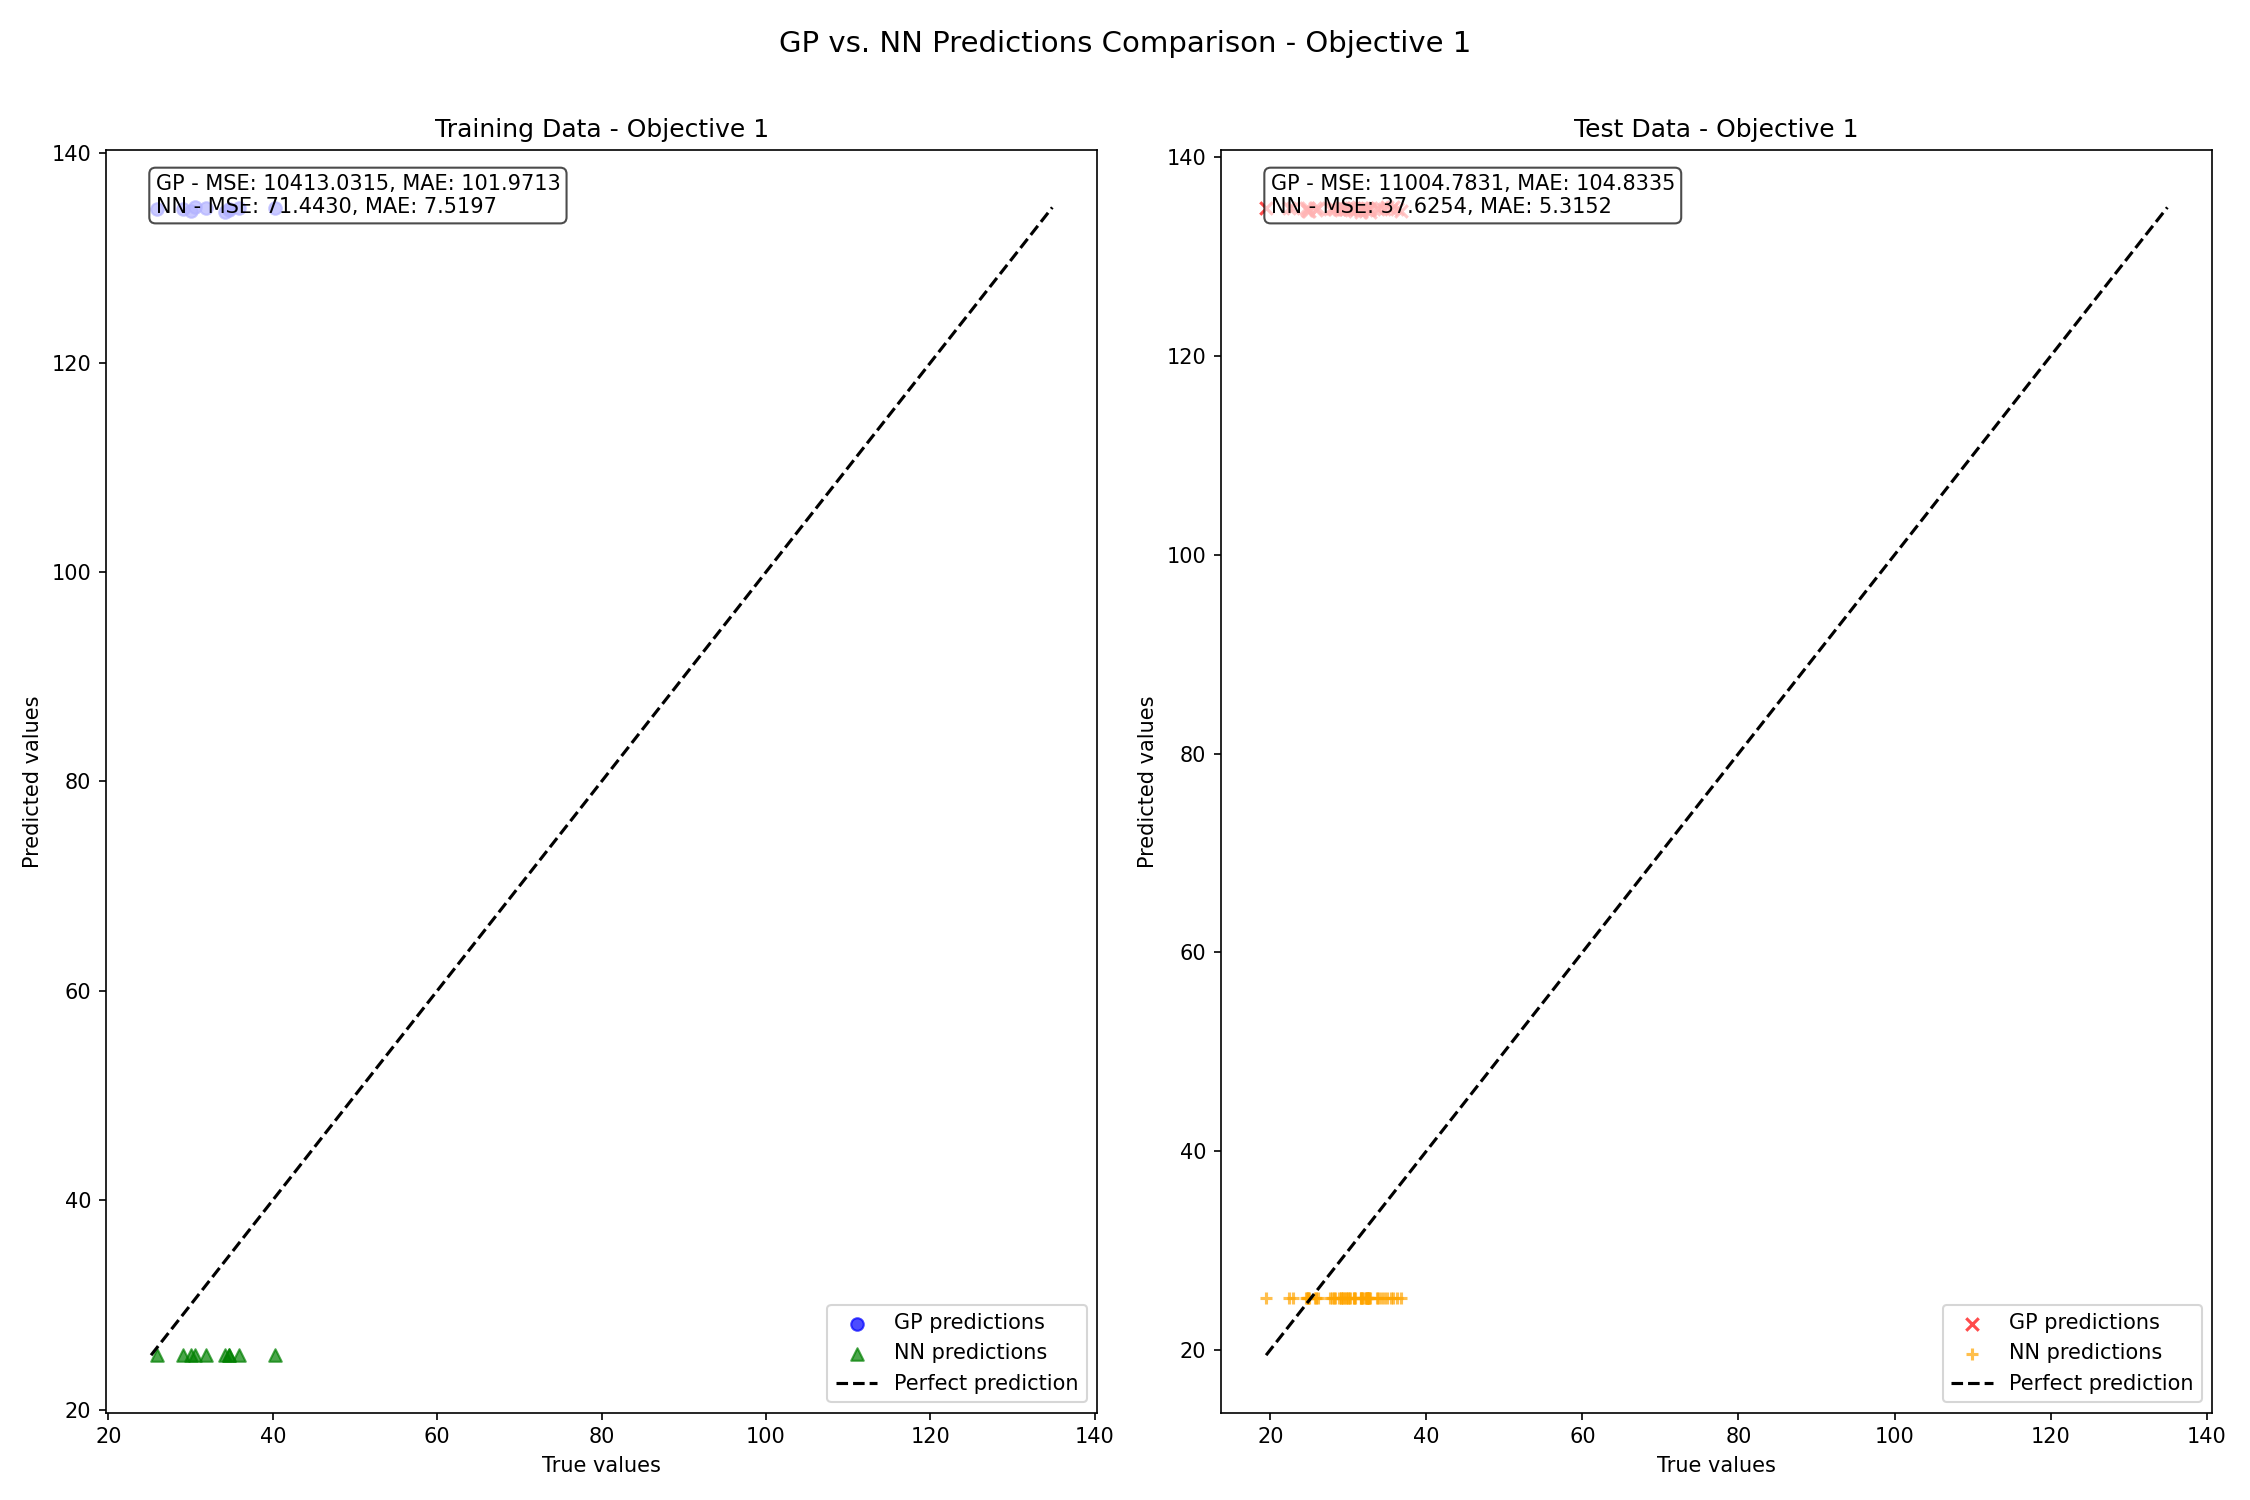 GP vs. NN Predictions Comparison - Objective 1
Training Data - Objective 1
GP - MSE: 10413.0315, MAE: 101.9713
NN - MSE: 71.4430, MAE: 7.5197
140
120
100
80
60
40
20
Predicted values
20 40 60 80 100 120 140
True values
GP predictions
NN predictions
Perfect prediction
Test Data - Objective 1
GP - MSE: 11004.7831, MAE: 104.8335
NN - MSE: 37.6254, MAE: 5.3152
140
120
100
80
60
40
20
Predicted values
20 40 60 80 100 120 140
True values
GP predictions
NN predictions
Perfect prediction